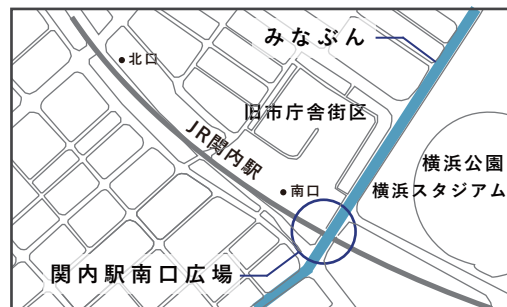 みなぶん
北口
旧市庁舎街区
JR関内駅
横浜公園
横浜スタジアム
南口
関内駅南口広場